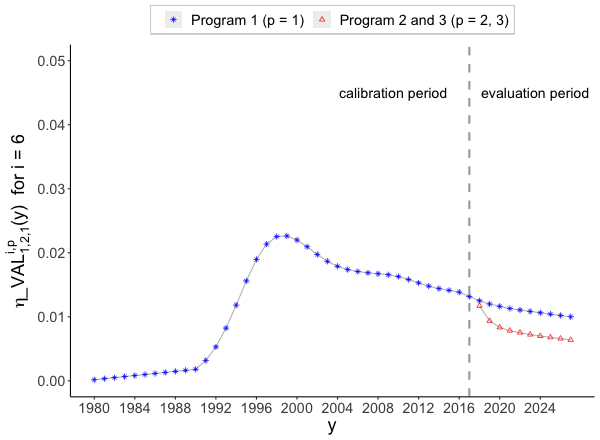 Program 1 (p = 1) Program 2 and 3 (p = 2, 3)
calibration period evaluation period
η_VAL^{i,p}_{1,2,1}(y) for i = 6
0.05
0.04
0.03
0.02
0.01
0.00
1980 1984 1988 1992 1996 2000 2004 2008 2012 2016 2020 2024
y